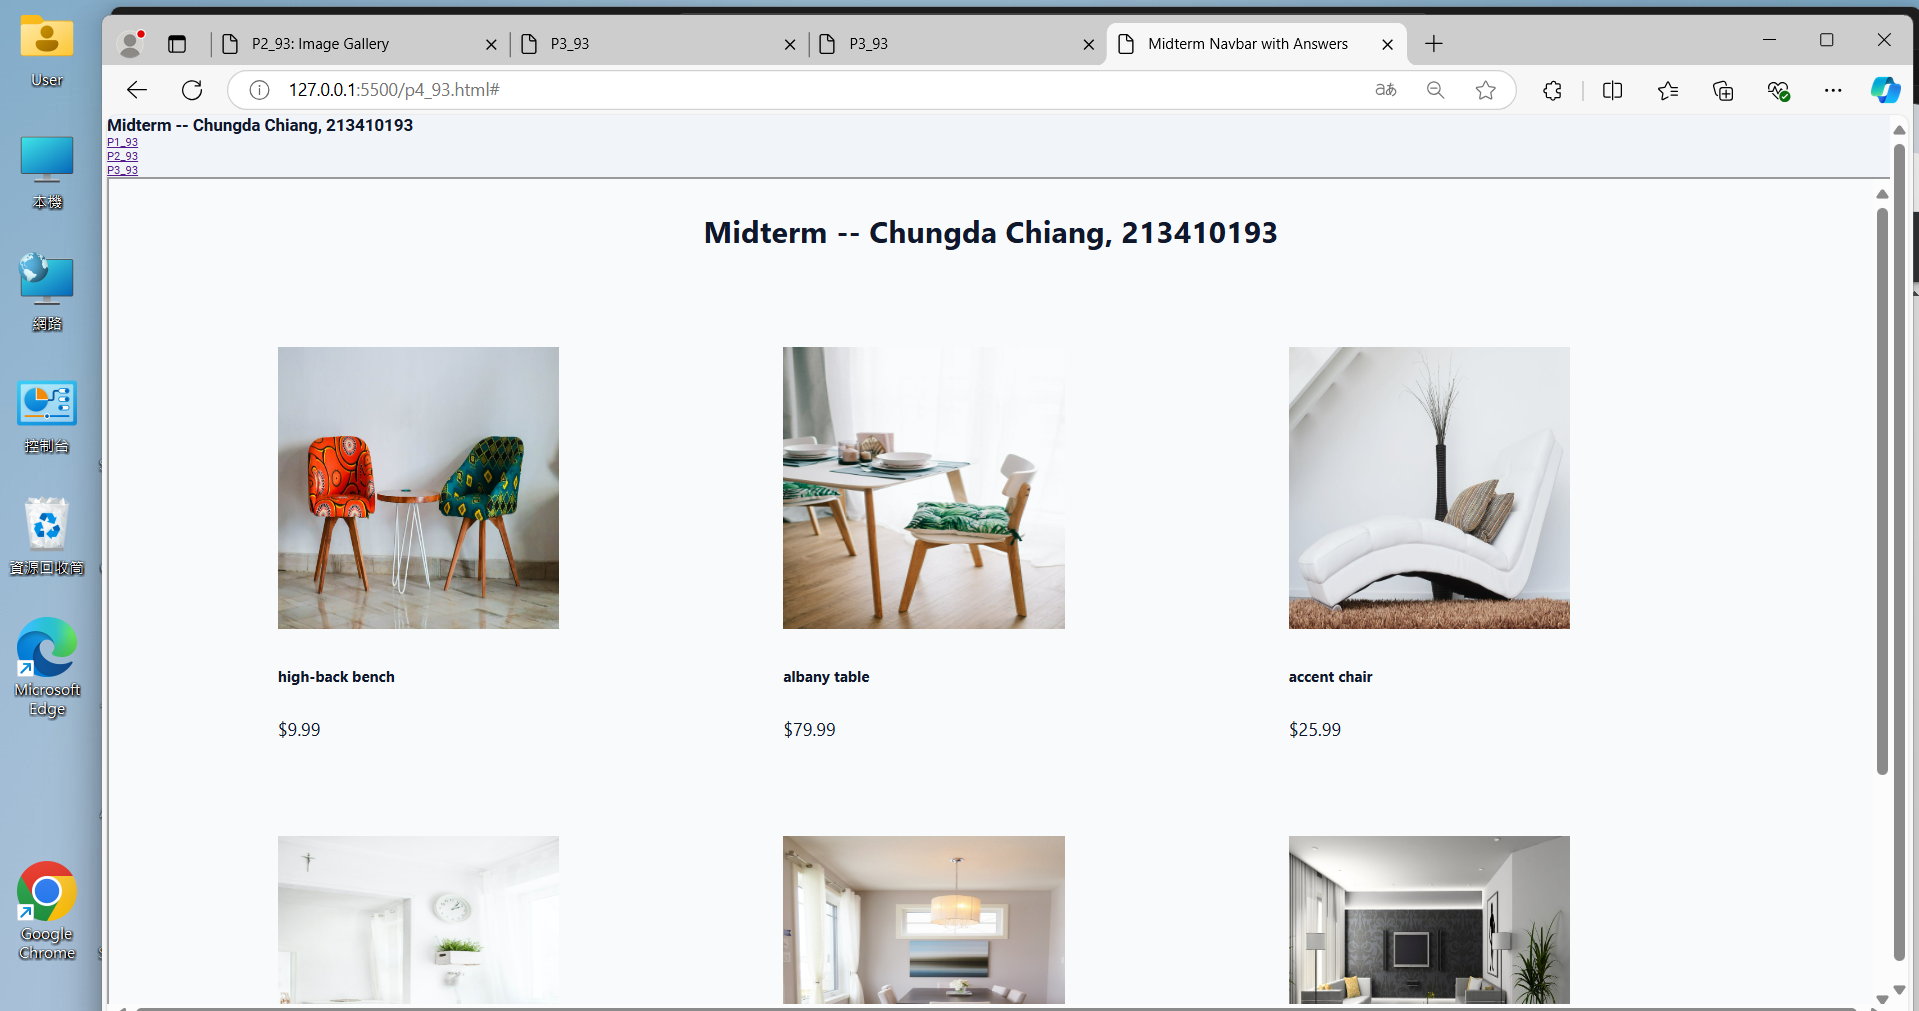 User
本機
網路
控制台
資源回收筒
Microsoft
Edge
Google
Chrome
P2_93: Image Gallery
P3_93
P3_93
Midterm Navbar with Answers
127.0.0.1:5500/p4_93.html#
aあ
Midterm -- Chungda Chiang, 213410193
P1_93
P2_93
P3_93
Midterm -- Chungda Chiang, 213410193
high-back bench
albany table
accent chair
$9.99
$79.99
$25.99